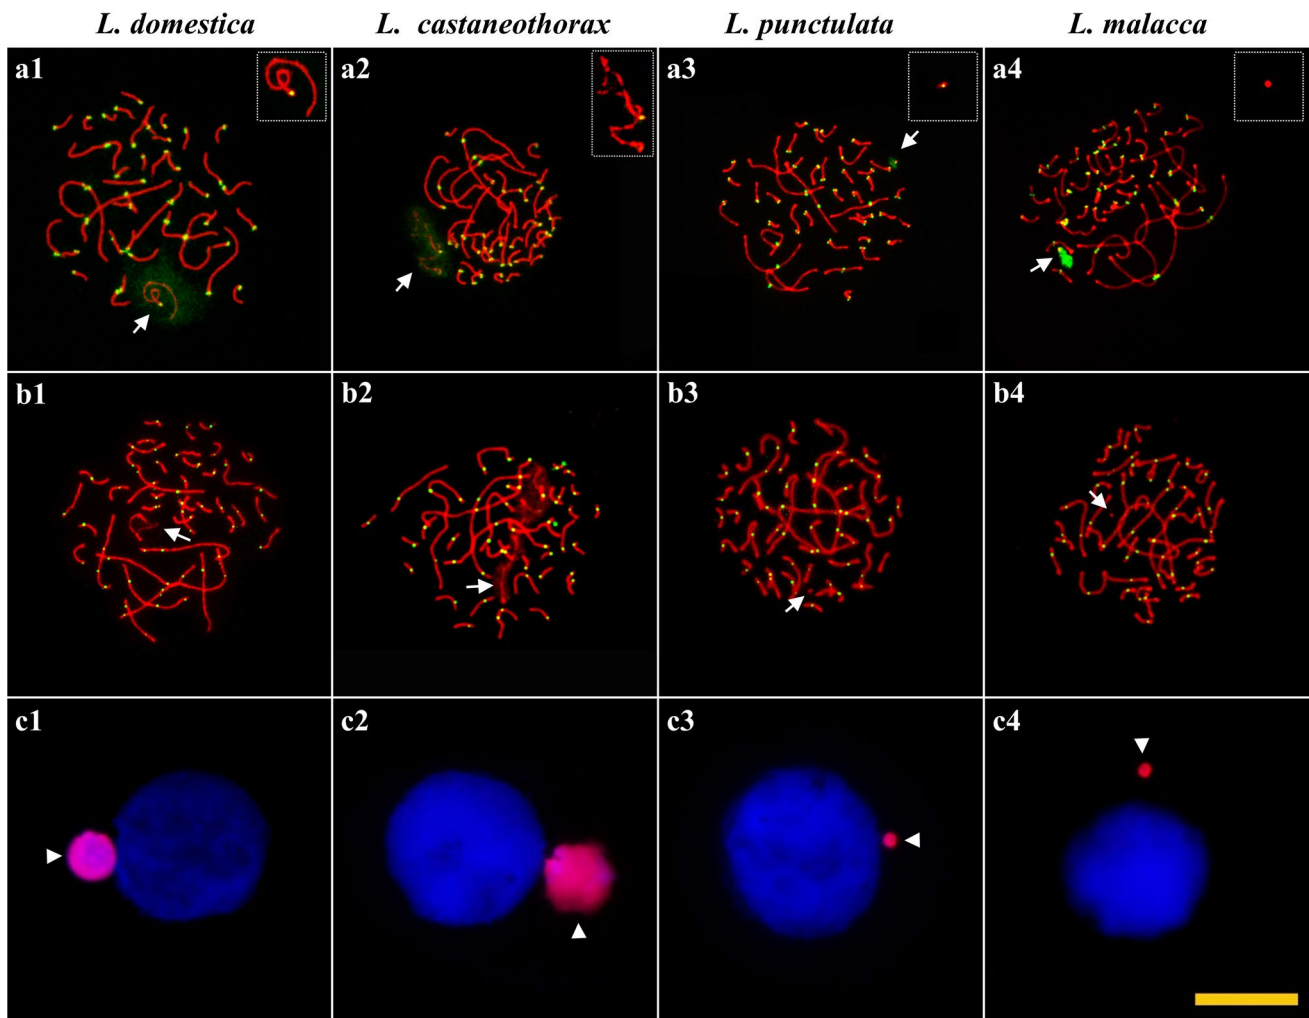 L. domestica L. castaneothorax L. punctulata L. malacca
a1 a2 a3 a4
b1 b2 b3 b4
c1 c2 c3 c4